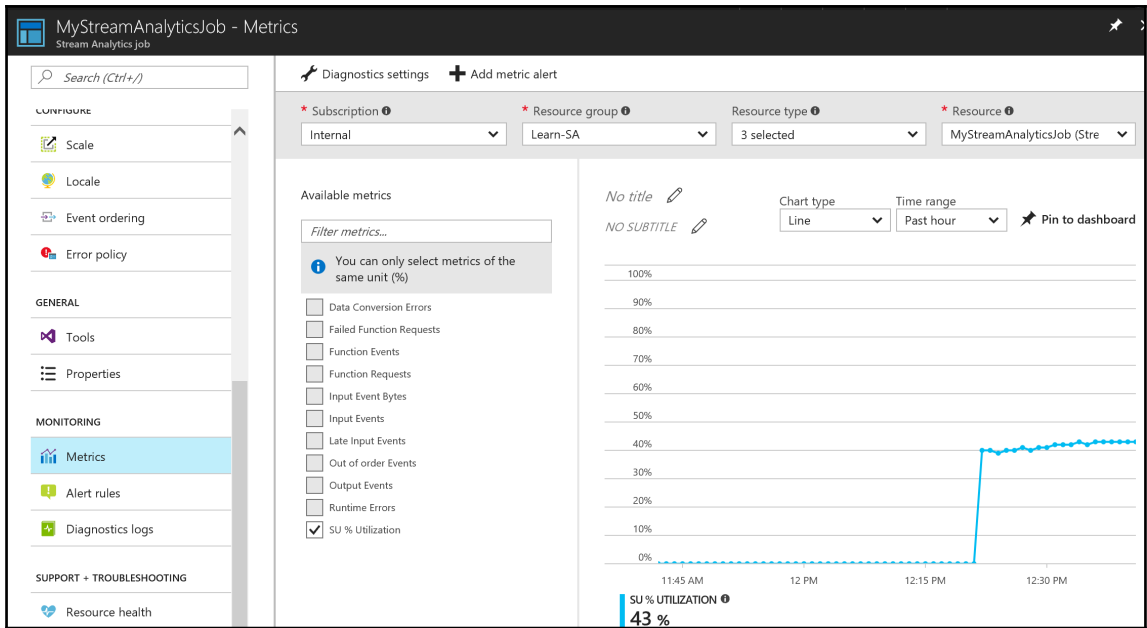 MyStreamAnalyticsJob - Metrics
Stream Analytics job
Search (Ctrl+/)
CONFIGURE
Scale
Locale
Event ordering
Error policy
GENERAL
Tools
Properties
MONITORING
Metrics
Alert rules
Diagnostics logs
SUPPORT + TROUBLESHOOTING
Resource health
Diagnostics settings
Add metric alert
* Subscription
Internal
* Resource group
Learn-SA
Resource type
3 selected
* Resource
MyStreamAnalyticsJob (Stre
Available metrics
Filter metrics...
You can only select metrics of the
same unit (%)
Data Conversion Errors
Failed Function Requests
Function Events
Function Requests
Input Event Bytes
Input Events
Late Input Events
Out of order Events
Output Events
Runtime Errors
SU % Utilization
No title
NO SUBTITLE
Chart type
Line
Time range
Past hour
Pin to dashboard
100%
90%
80%
70%
60%
50%
40%
30%
20%
10%
0%
11:45 AM
12 PM
12:15 PM
12:30 PM
SU % UTILIZATION
43 %